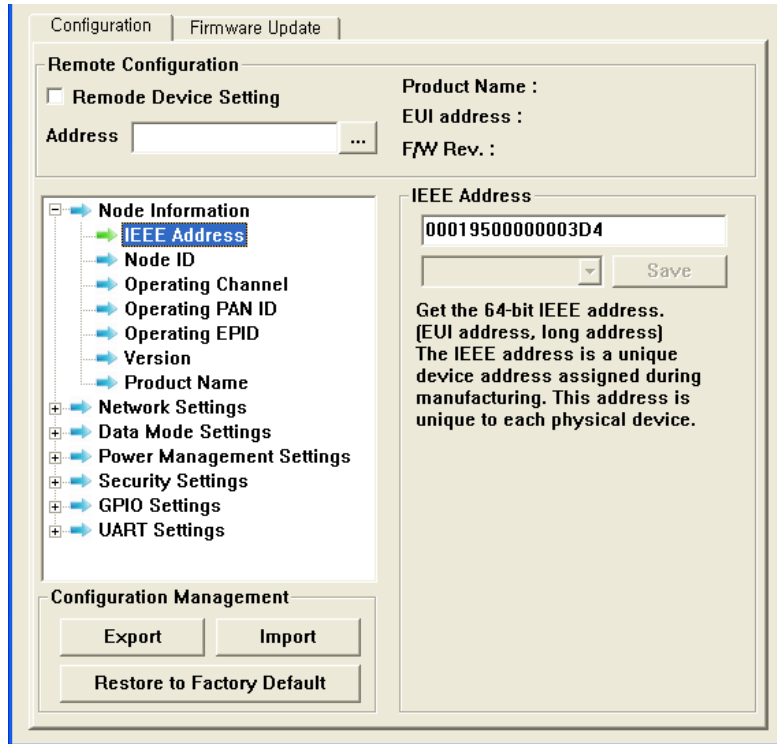 Configuration
Firmware Update
Remote Configuration
Remode Device Setting
Address
...
Product Name :
EUI address :
F/W Rev. :
Node Information
IEEE Address
Node ID
Operating Channel
Operating PAN ID
Operating EPID
Version
Product Name
Network Settings
Data Mode Settings
Power Management Settings
Security Settings
GPIO Settings
UART Settings
Configuration Management
Export
Import
Restore to Factory Default
IEEE Address
00019500000003D4
Save
Get the 64-bit IEEE address.
(EUI address, long address)
The IEEE address is a unique
device address assigned during
manufacturing. This address is
unique to each physical device.